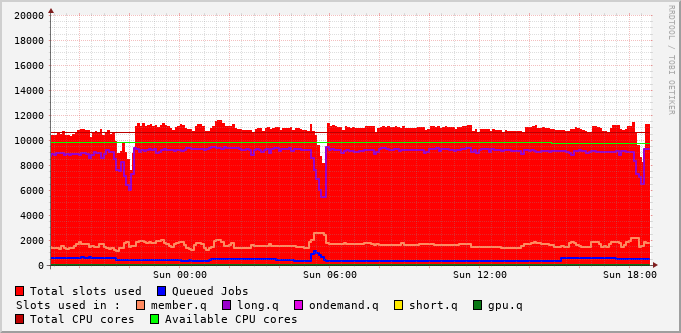 20000
18000
16000
14000
12000
10000
8000
6000
4000
2000
0
RRDTOOL / TOBI OETIKER
Sun 00:00 Sun 06:00 Sun 12:00 Sun 18:00
Total slots used Queued Jobs
Slots used in : member.q long.q ondemand.q short.q gpu.q
Total CPU cores Available CPU cores